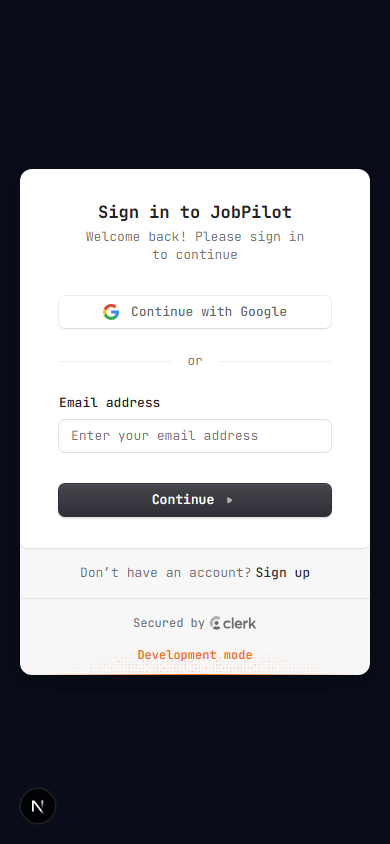 Sign in to JobPilot
Welcome back! Please sign in
to continue
Continue with Google
or
Email address
Enter your email address
Continue
Don’t have an account? Sign up
Secured by clerk
Development mode
N